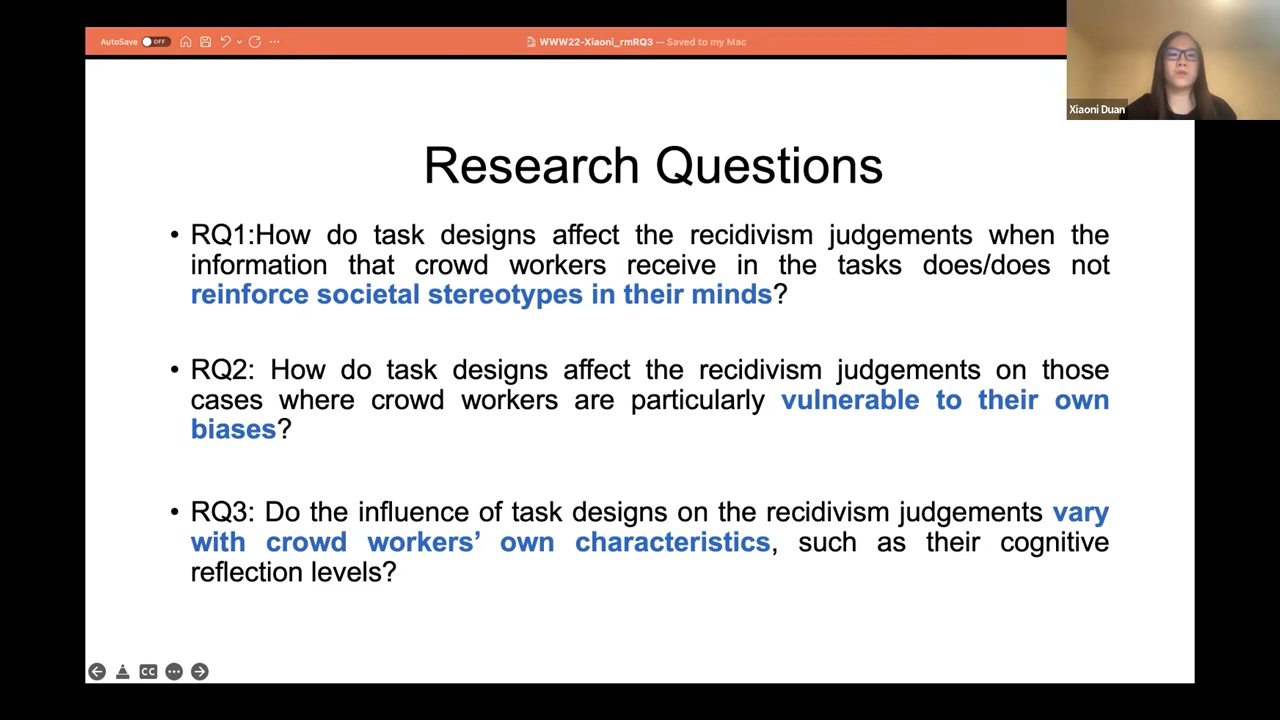 AutoSave OFF
WWW22-Xiaoni_rmRQ3 — Saved to my Mac
Xiaoni Duan
Research Questions
• RQ1:How do task designs affect the recidivism judgements when the
information that crowd workers receive in the tasks does/does not
reinforce societal stereotypes in their minds?
• RQ2: How do task designs affect the recidivism judgements on those
cases where crowd workers are particularly vulnerable to their own
biases?
• RQ3: Do the influence of task designs on the recidivism judgements vary
with crowd workers’ own characteristics, such as their cognitive
reflection levels?
CC